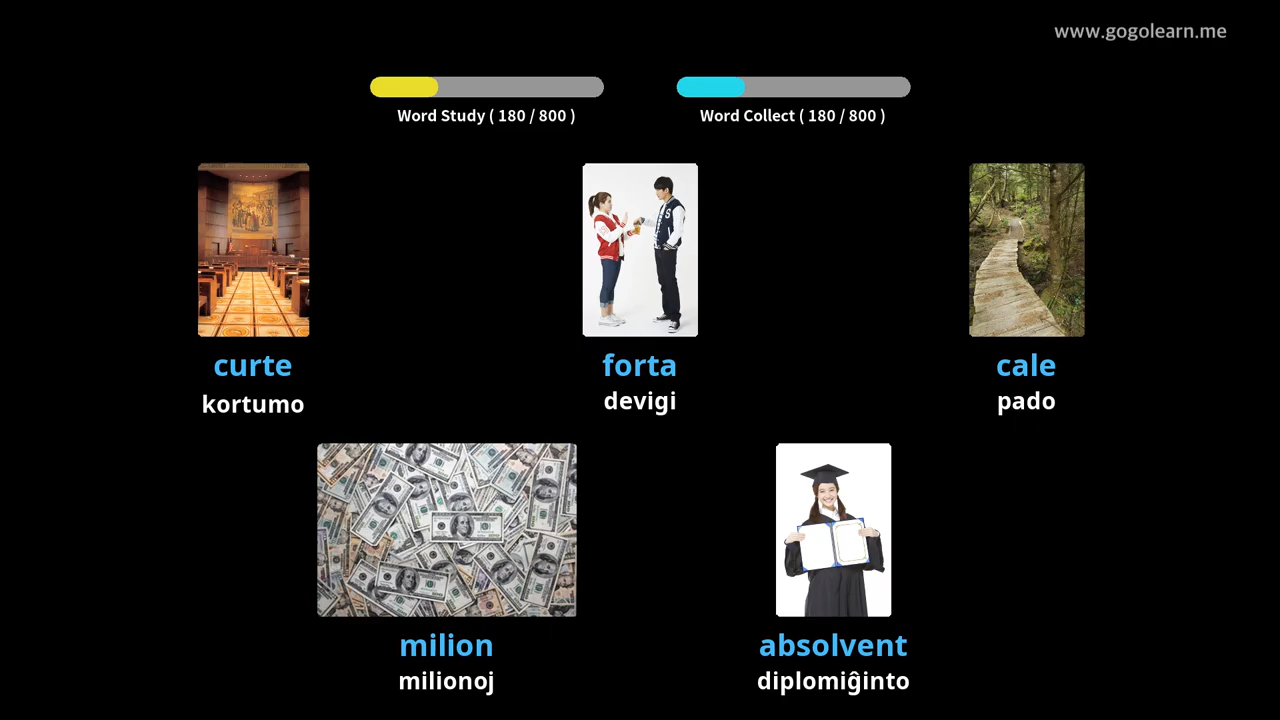 www.gogolearn.me
Word Study ( 180 / 800 )
Word Collect ( 180 / 800 )
curte
kortumo
forta
devigi
cale
pado
milion
milionoj
absolvent
diplomiĝinto